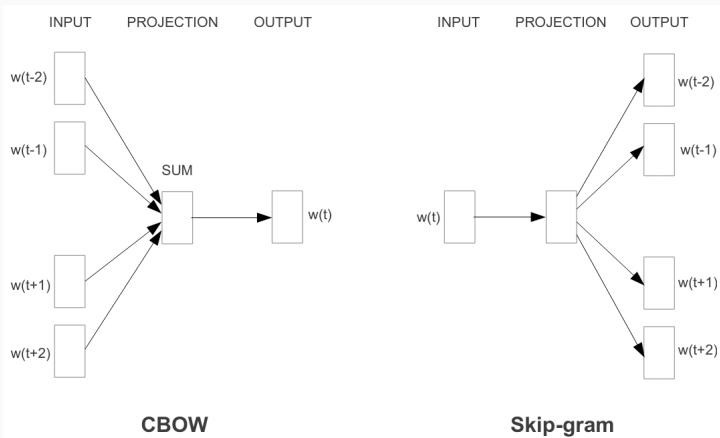 INPUT PROJECTION OUTPUT
w(t-2)
w(t-1)
SUM
w(t)
w(t+1)
w(t+2)
CBOW
INPUT PROJECTION OUTPUT
w(t-2)
w(t-1)
w(t)
w(t+1)
w(t+2)
Skip-gram